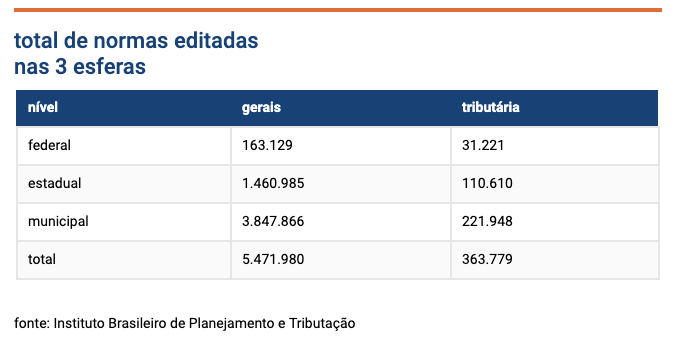 total de normas editadas
nas 3 esferas
nível gerais tributária
federal 163.129 31.221
estadual 1.460.985 110.610
municipal 3.847.866 221.948
total 5.471.980 363.779
fonte: Instituto Brasileiro de Planejamento e Tributação